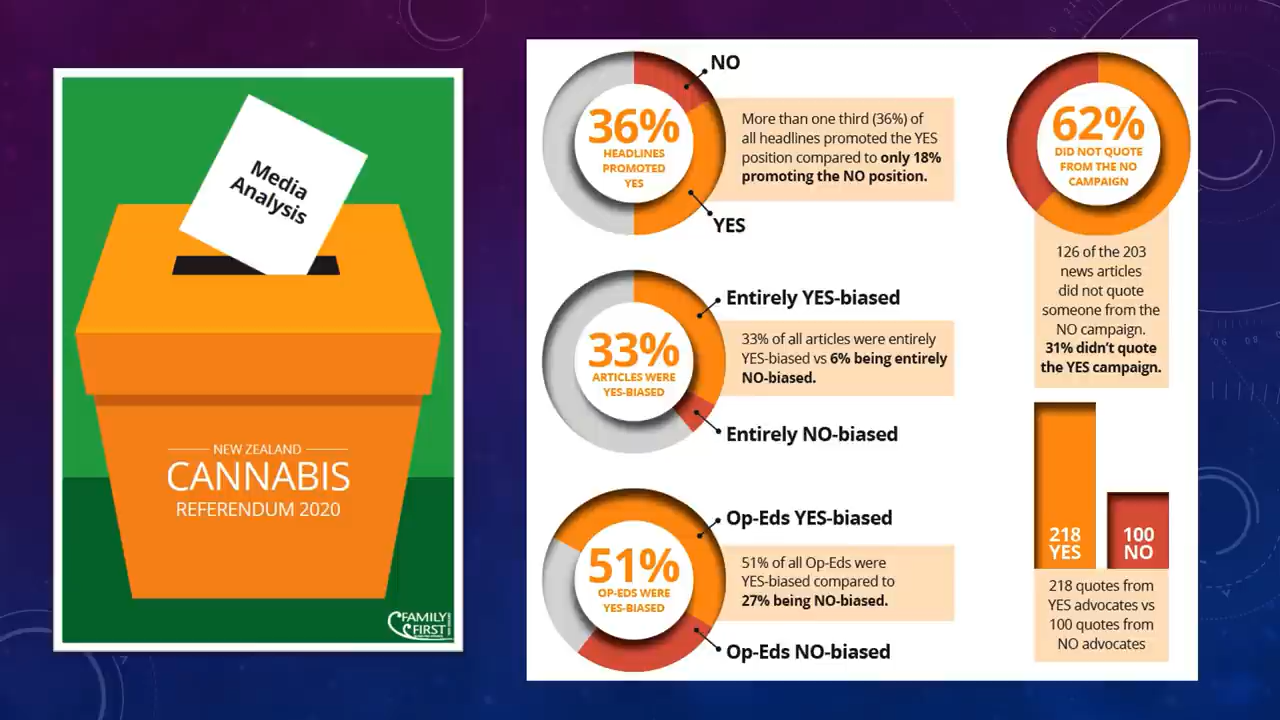 Media
Analysis
NEW ZEALAND
CANNABIS
REFERENDUM 2020
FAMILY
FIRST
NO
36%
HEADLINES
PROMOTED
YES
More than one third (36%) of
all headlines promoted the YES
position compared to only 18%
promoting the NO position.
YES
Entirely YES-biased
33%
ARTICLES WERE
YES-BIASED
33% of all articles were entirely
YES-biased vs 6% being entirely
NO-biased.
Entirely NO-biased
Op-Eds YES-biased
51%
OP-EDS WERE
YES-BIASED
51% of all Op-Eds were
YES-biased compared to
27% being NO-biased.
Op-Eds NO-biased
62%
DID NOT QUOTE
FROM THE NO
CAMPAIGN
126 of the 203
news articles
did not quote
someone from the
NO campaign.
31% didn't quote
the YES campaign.
218
YES
100
NO
218 quotes from
YES advocates vs
100 quotes from
NO advocates